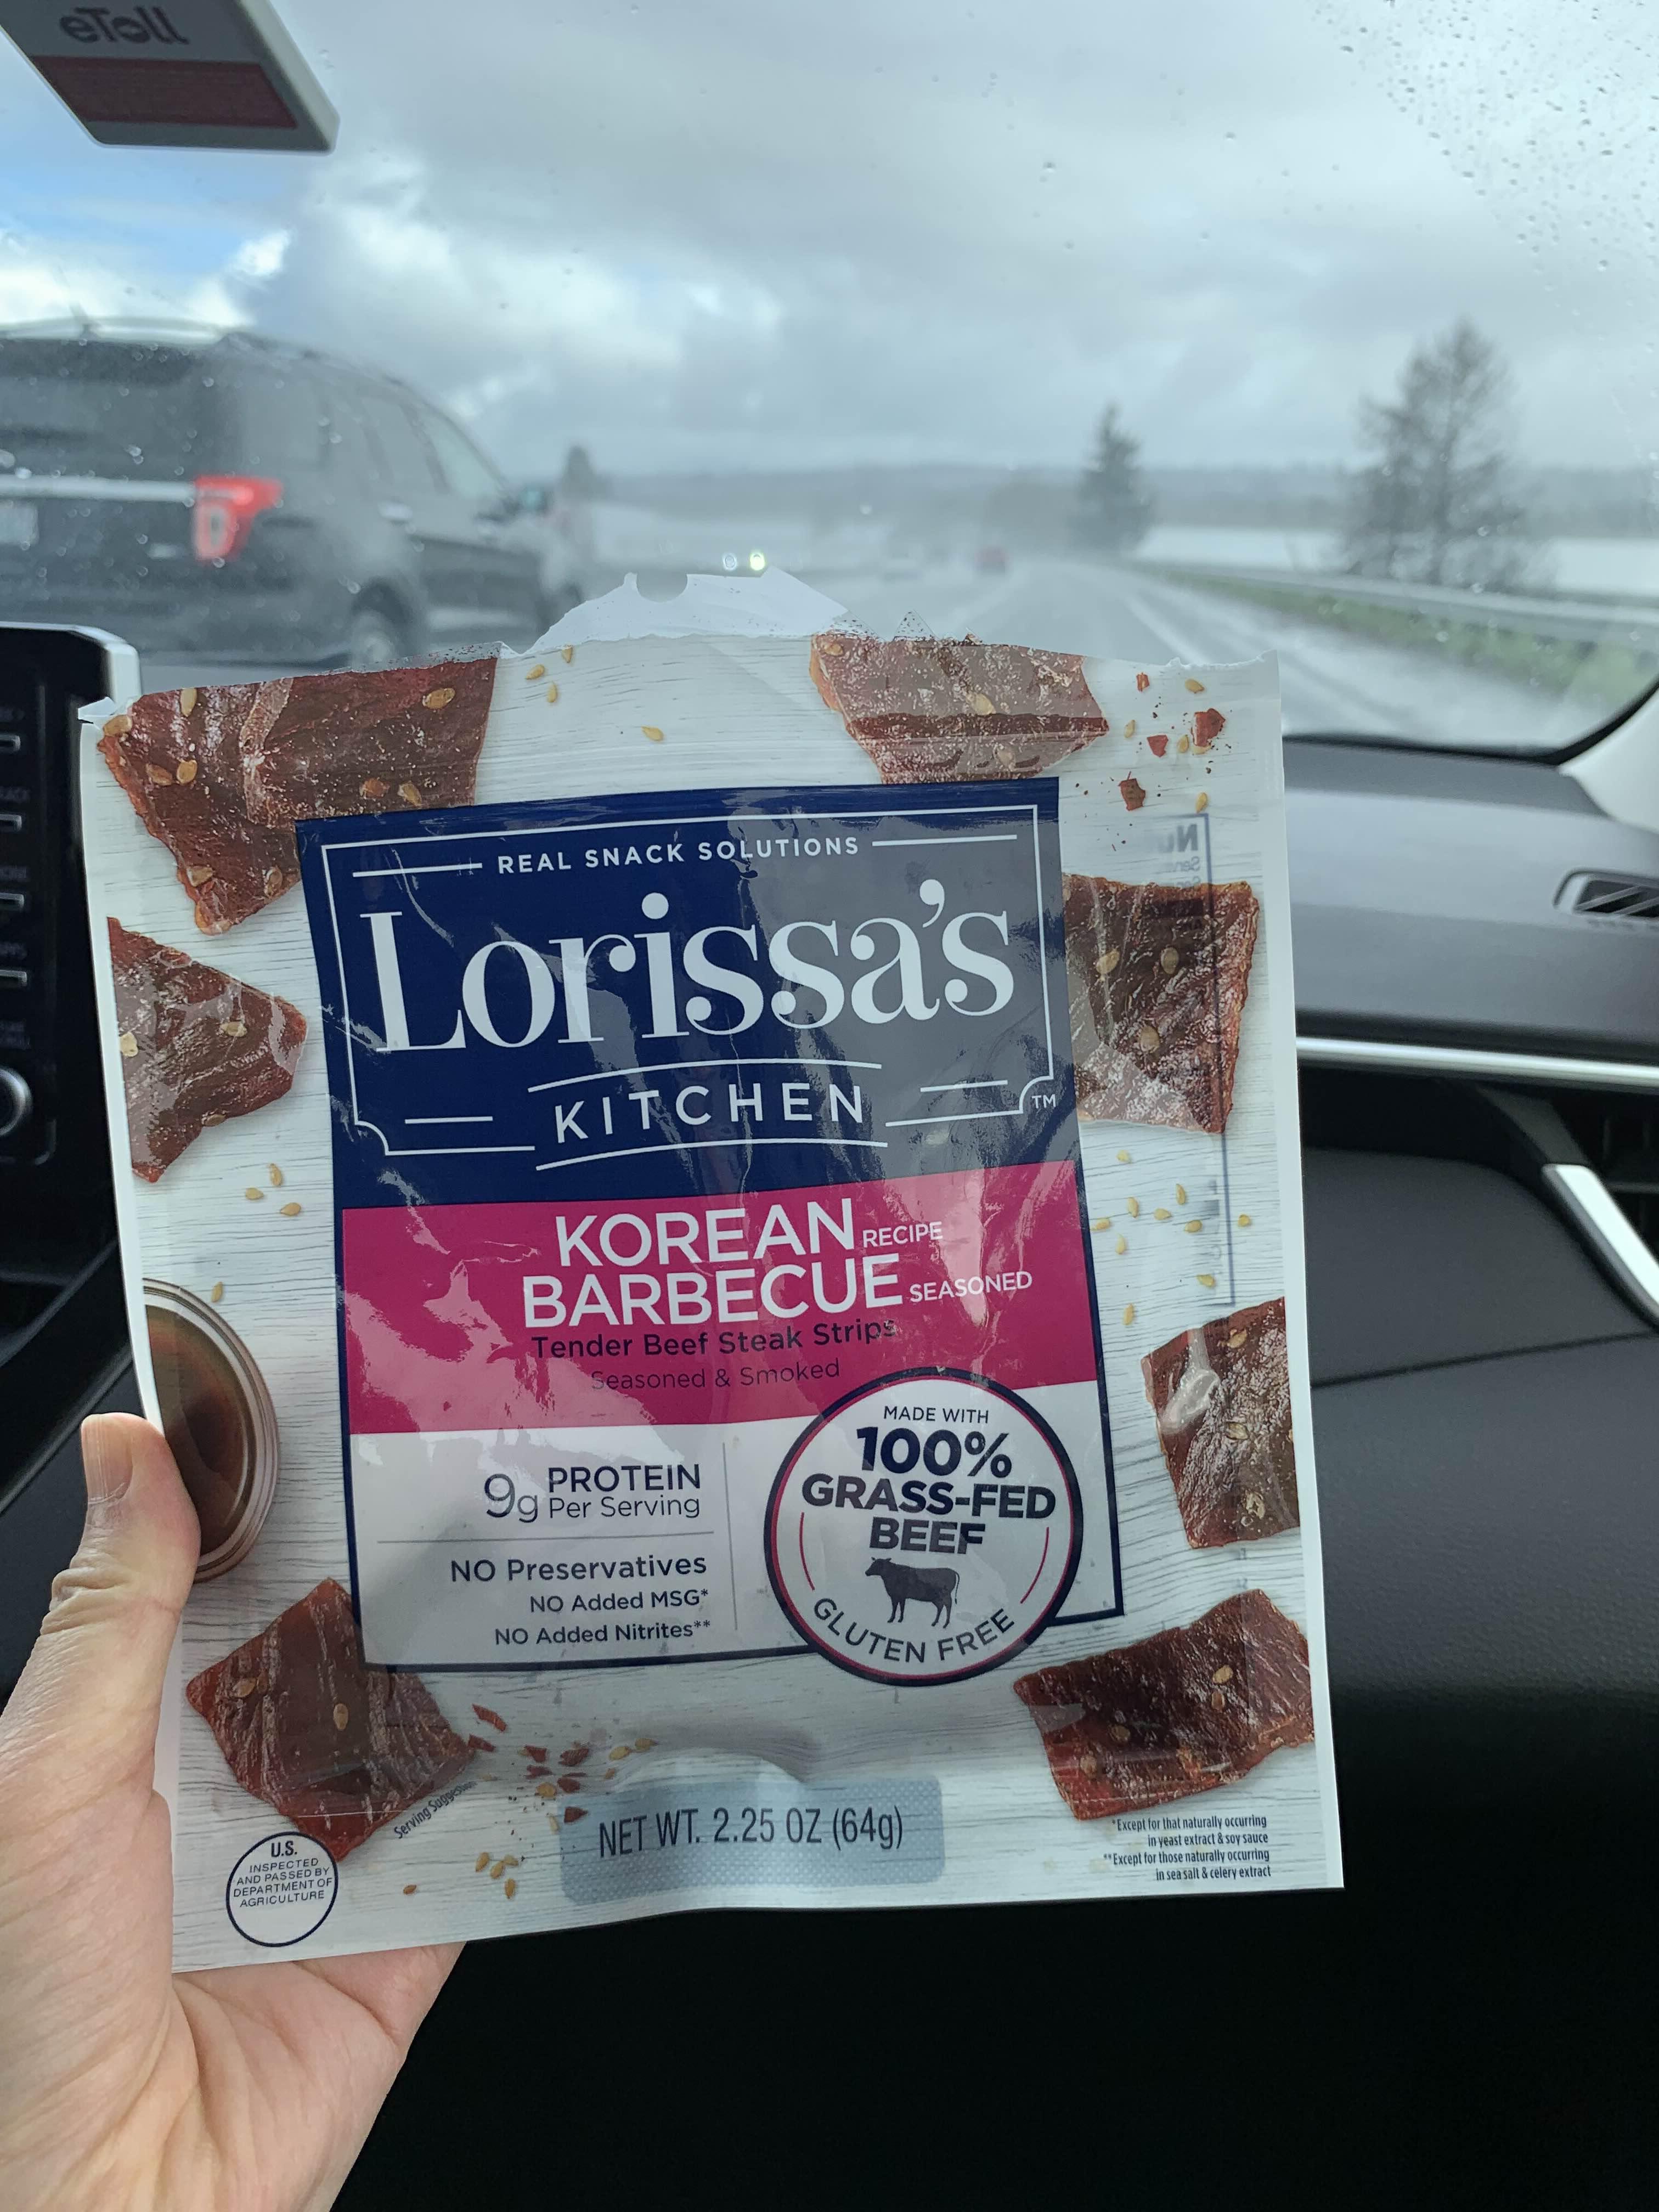 eToll
REAL SNACK SOLUTIONS
Lorissa's
KITCHEN
TM
KOREAN RECIPE
BARBECUE SEASONED
Tender Beef Steak Strips
Seasoned & Smoked
9g PROTEIN
Per Serving
NO Preservatives
NO Added MSG*
NO Added Nitrites**
MADE WITH
100%
GRASS-FED
BEEF
GLUTEN FREE
Serving Suggestion
NET WT. 2.25 OZ (64g)
U.S.
INSPECTED
AND PASSED BY
DEPARTMENT OF
AGRICULTURE
*Except for that naturally occurring
in yeast extract & soy sauce
**Except for those naturally occurring
in sea salt & celery extract